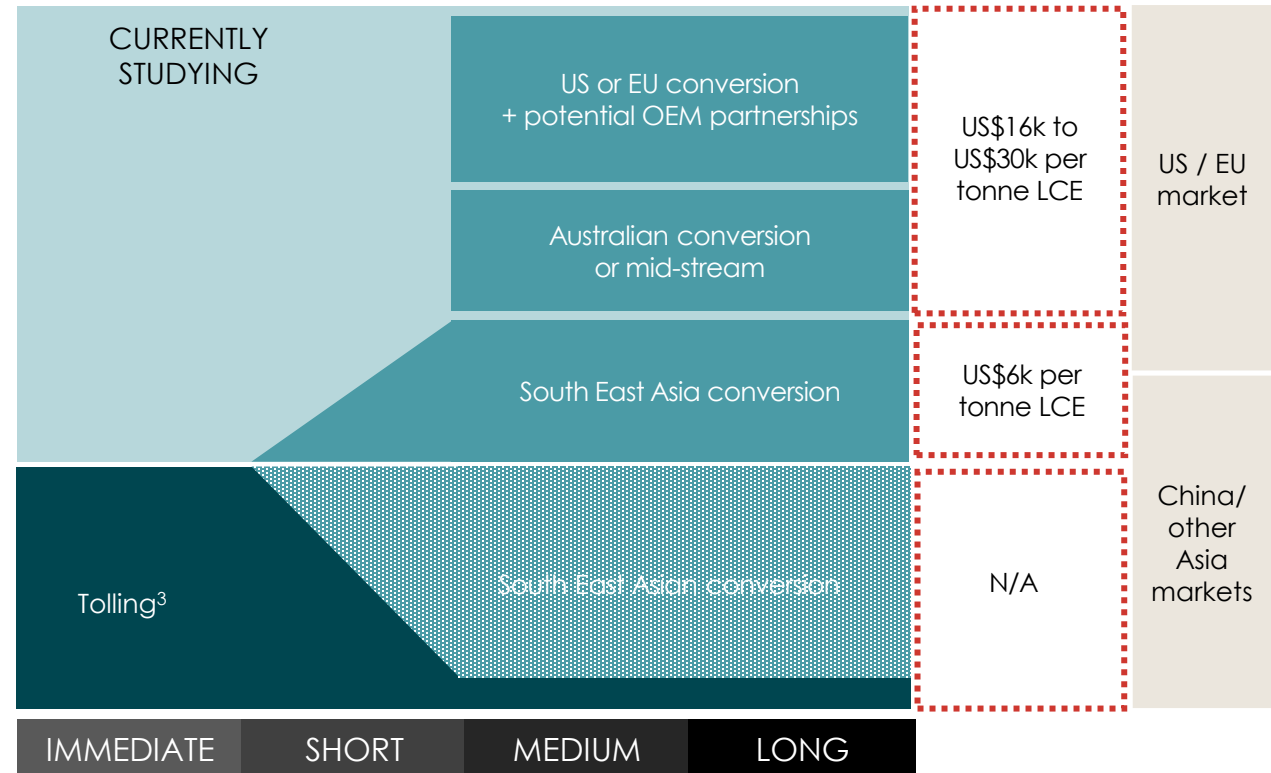 CURRENTLY
STUDYING
US or EU conversion
+ potential OEM partnerships
Australian conversion
or mid-stream
South East Asia conversion
South East Asian conversion
Tolling³
US$16k to
US$30k per
tonne LCE
US$6k per
tonne LCE
N/A
US / EU
market
China/
other
Asia
markets
IMMEDIATE
SHORT
MEDIUM
LONG